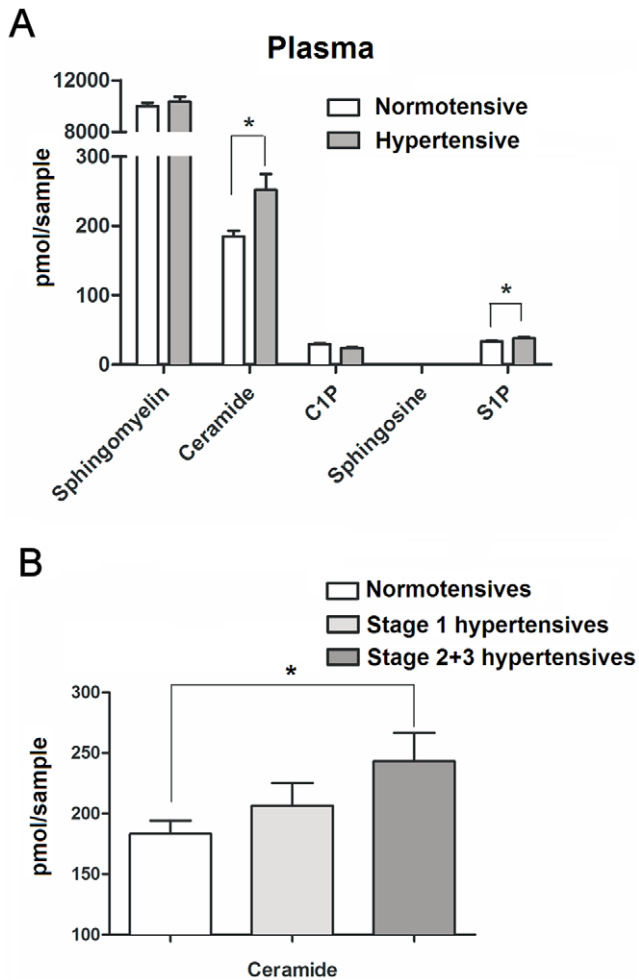 A
Plasma
12000
8000
300
200
100
0
pmol/sample
Normotensive
Hypertensive
*
*
Sphingomyelin
Ceramide
C1P
Sphingosine
S1P
B
Normotensives
Stage 1 hypertensives
Stage 2+3 hypertensives
*
300
250
200
150
100
pmol/sample
Ceramide